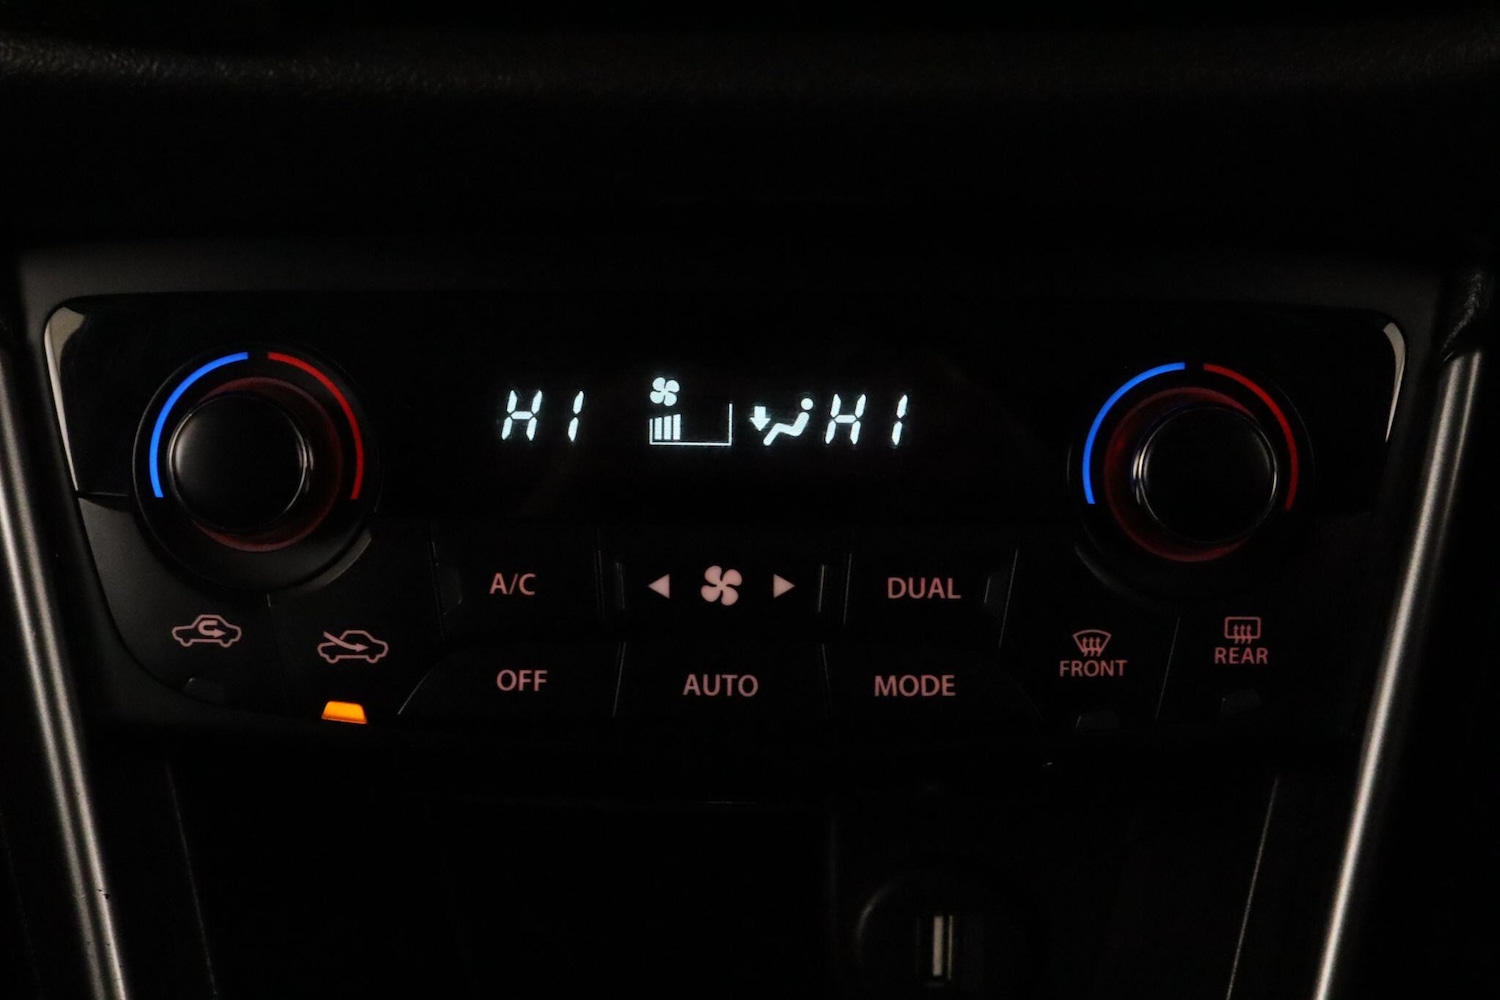 HI HI
A/C DUAL
OFF AUTO MODE
FRONT
REAR